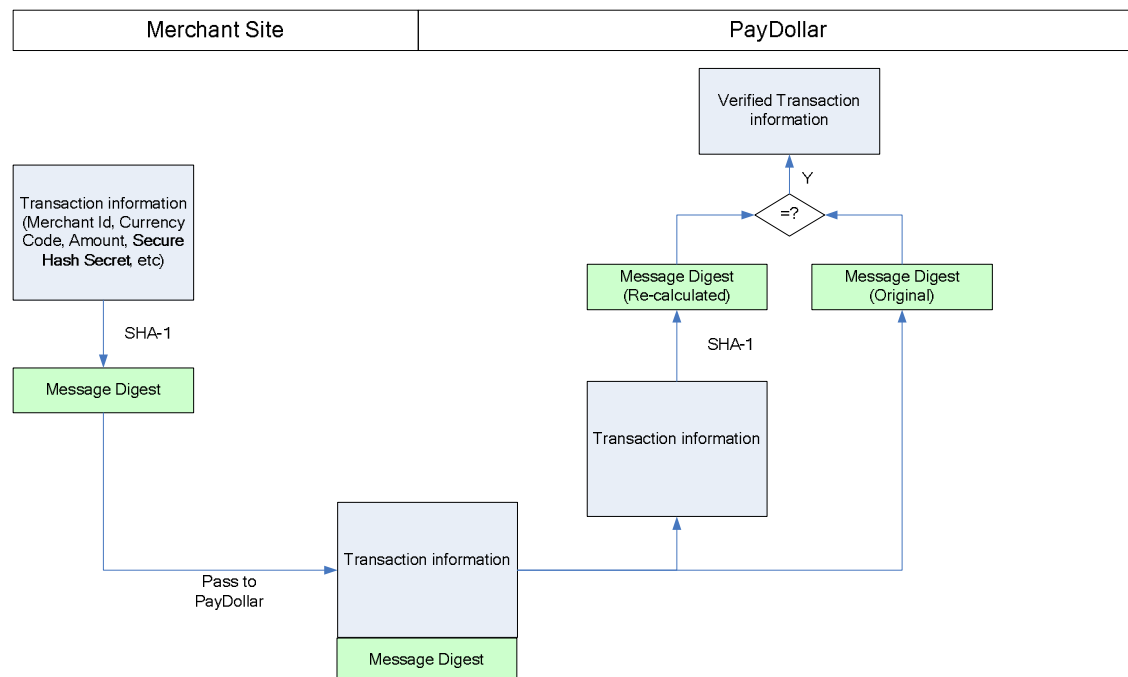 Merchant Site
PayDollar
Verified Transaction
information
Y
=?
Transaction information
(Merchant Id, Currency
Code, Amount, Secure
Hash Secret, etc)
Message Digest
(Re-calculated)
Message Digest
(Original)
SHA-1
SHA-1
Message Digest
Transaction information
Transaction information
Pass to
PayDollar
Message Digest